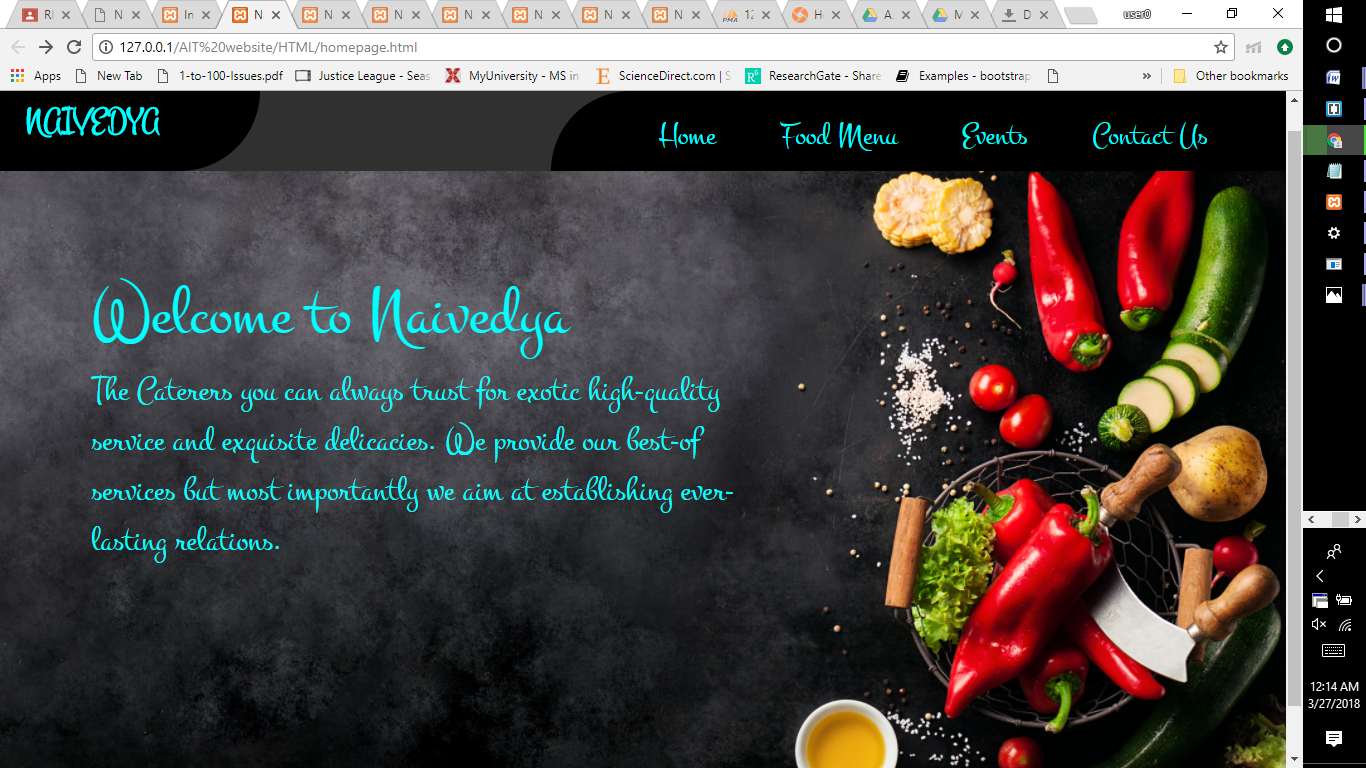 RI
N
In
N
N
N
N
N
N
N
12
H
A
M
D
user0
127.0.0.1/AIT%20website/HTML/homepage.html
Apps
New Tab
1-to-100-Issues.pdf
Justice League - Seas
MyUniversity - MS in
ScienceDirect.com | S
ResearchGate - Share
Examples - bootstrap
»
Other bookmarks
NAIVEDYA
Home
Food Menu
Events
Contact Us
Welcome to Naivedya
The Caterers you can always trust for exotic high-quality
service and exquisite delicacies. We provide our best-of
services but most importantly we aim at establishing ever-
lasting relations.
12:14 AM
3/27/2018